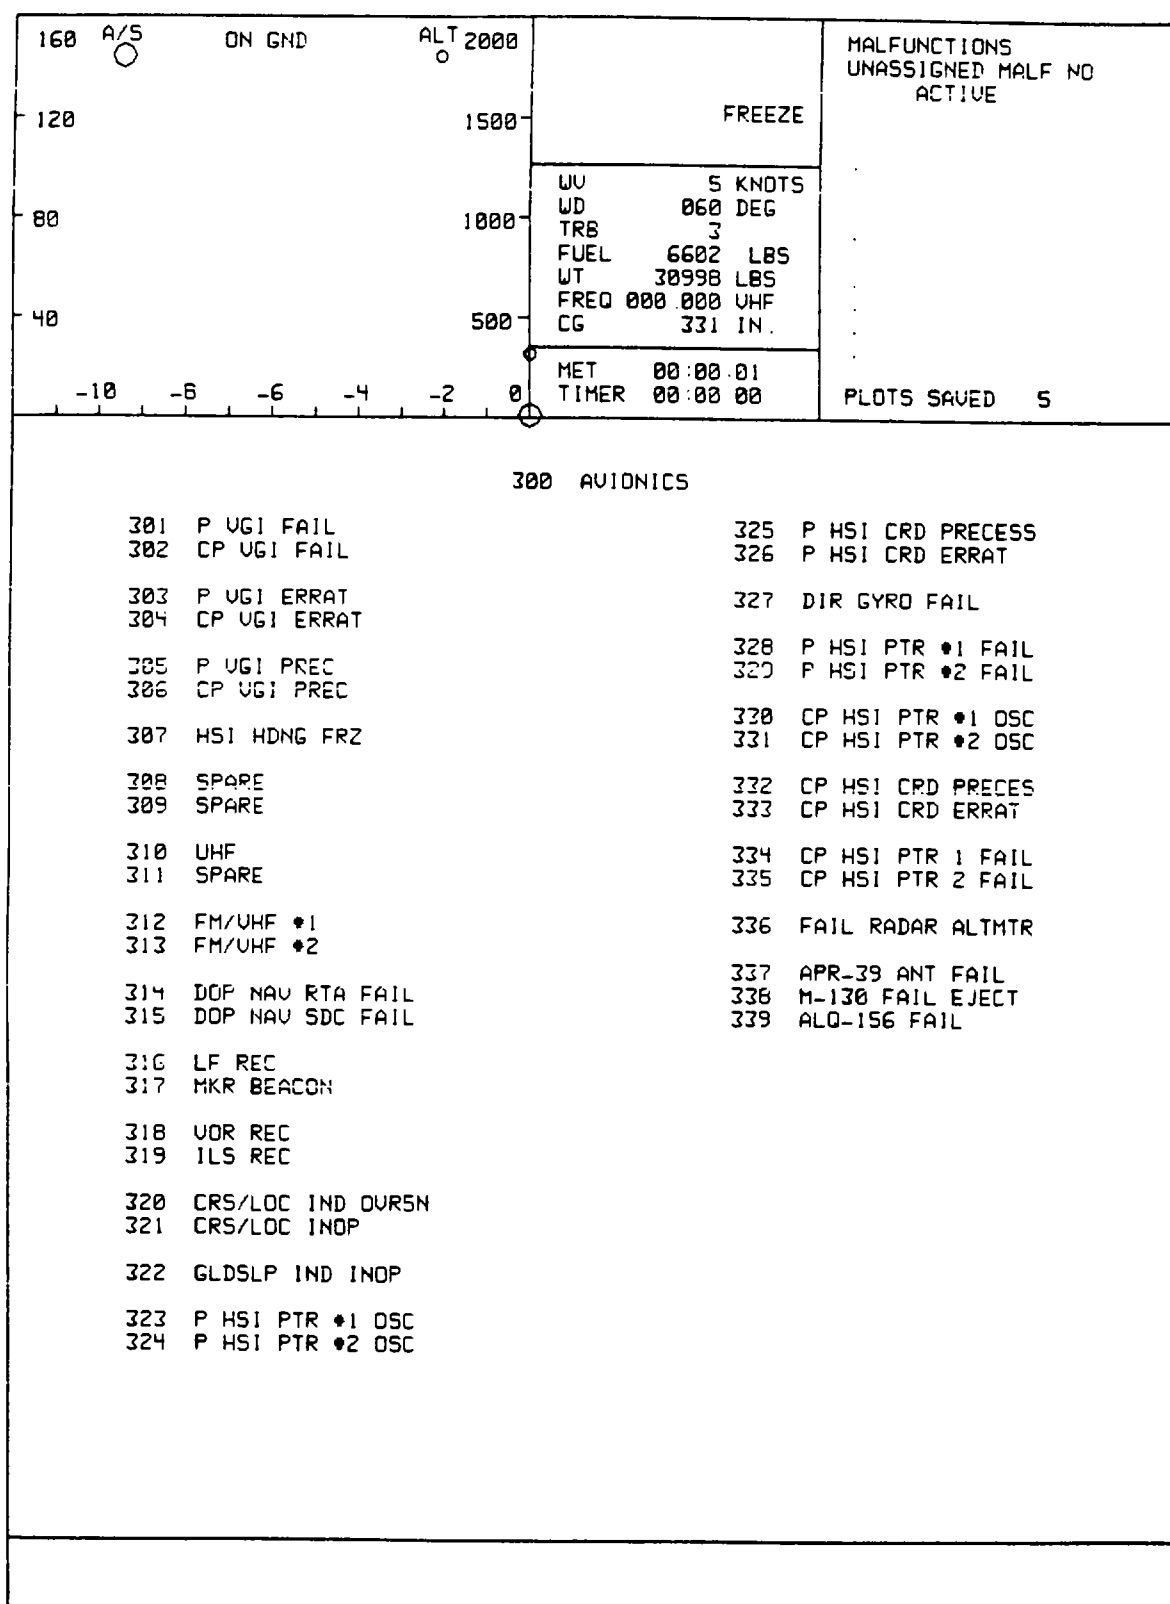 160 A/S ON GND ALT 2000
120 1500
80 1000
40 500
-10 -8 -6 -4 -2 0
FREEZE
WV 5 KNOTS
WD 060 DEG
TRB 3
FUEL 6602 LBS
WT 30998 LBS
FREQ 000.000 VHF
CG 331 IN.
MET 00:00:01
TIMER 00:00 00
MALFUNCTIONS
UNASSIGNED MALF NO
ACTIVE
PLOTS SAVED 5
300 AVIONICS
301 P VGI FAIL
302 CP VGI FAIL
303 P VGI ERRAT
304 CP VGI ERRAT
305 P VGI PREC
306 CP VGI PREC
307 HSI HDNG FRZ
308 SPARE
309 SPARE
310 UHF
311 SPARE
312 FM/VHF #1
313 FM/VHF #2
314 DOP NAV RTA FAIL
315 DOP NAV SDC FAIL
316 LF REC
317 MKR BEACON
318 VOR REC
319 ILS REC
320 CRS/LOC IND OVRSN
321 CRS/LOC INOP
322 GLDSLP IND INOP
323 P HSI PTR #1 OSC
324 P HSI PTR #2 OSC
325 P HSI CRD PRECESS
326 P HSI CRD ERRAT
327 DIR GYRO FAIL
328 P HSI PTR #1 FAIL
329 P HSI PTR #2 FAIL
330 CP HSI PTR #1 OSC
331 CP HSI PTR #2 OSC
332 CP HSI CRD PRECES
333 CP HSI CRD ERRAT
334 CP HSI PTR 1 FAIL
335 CP HSI PTR 2 FAIL
336 FAIL RADAR ALTMTR
337 APR-39 ANT FAIL
338 M-130 FAIL EJECT
339 ALQ-156 FAIL